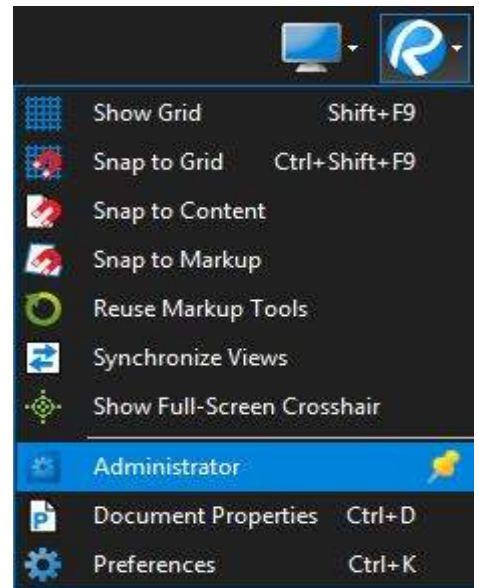 Show Grid Shift+F9
Snap to Grid Ctrl+Shift+F9
Snap to Content
Snap to Markup
Reuse Markup Tools
Synchronize Views
Show Full-Screen Crosshair
Administrator
Document Properties Ctrl+D
Preferences Ctrl+K